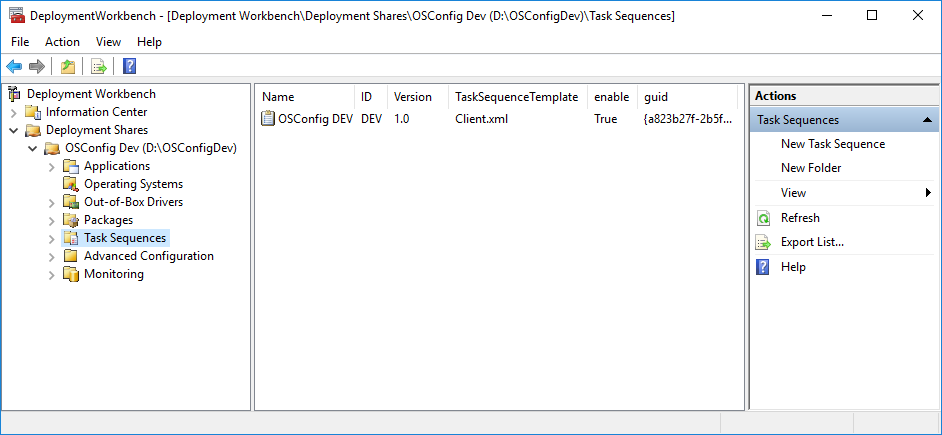 DeploymentWorkbench - [Deployment Workbench\Deployment Shares\OSConfig Dev (D:\OSConfigDev)\Task Sequences]
File Action View Help
Deployment Workbench
Information Center
Deployment Shares
OSConfig Dev (D:\OSConfigDev)
Applications
Operating Systems
Out-of-Box Drivers
Packages
Task Sequences
Advanced Configuration
Monitoring
Name ID Version TaskSequenceTemplate enable guid
OSConfig DEV DEV 1.0 Client.xml True {a823b27f-2b5f...
Actions
Task Sequences
New Task Sequence
New Folder
View
Refresh
Export List...
Help